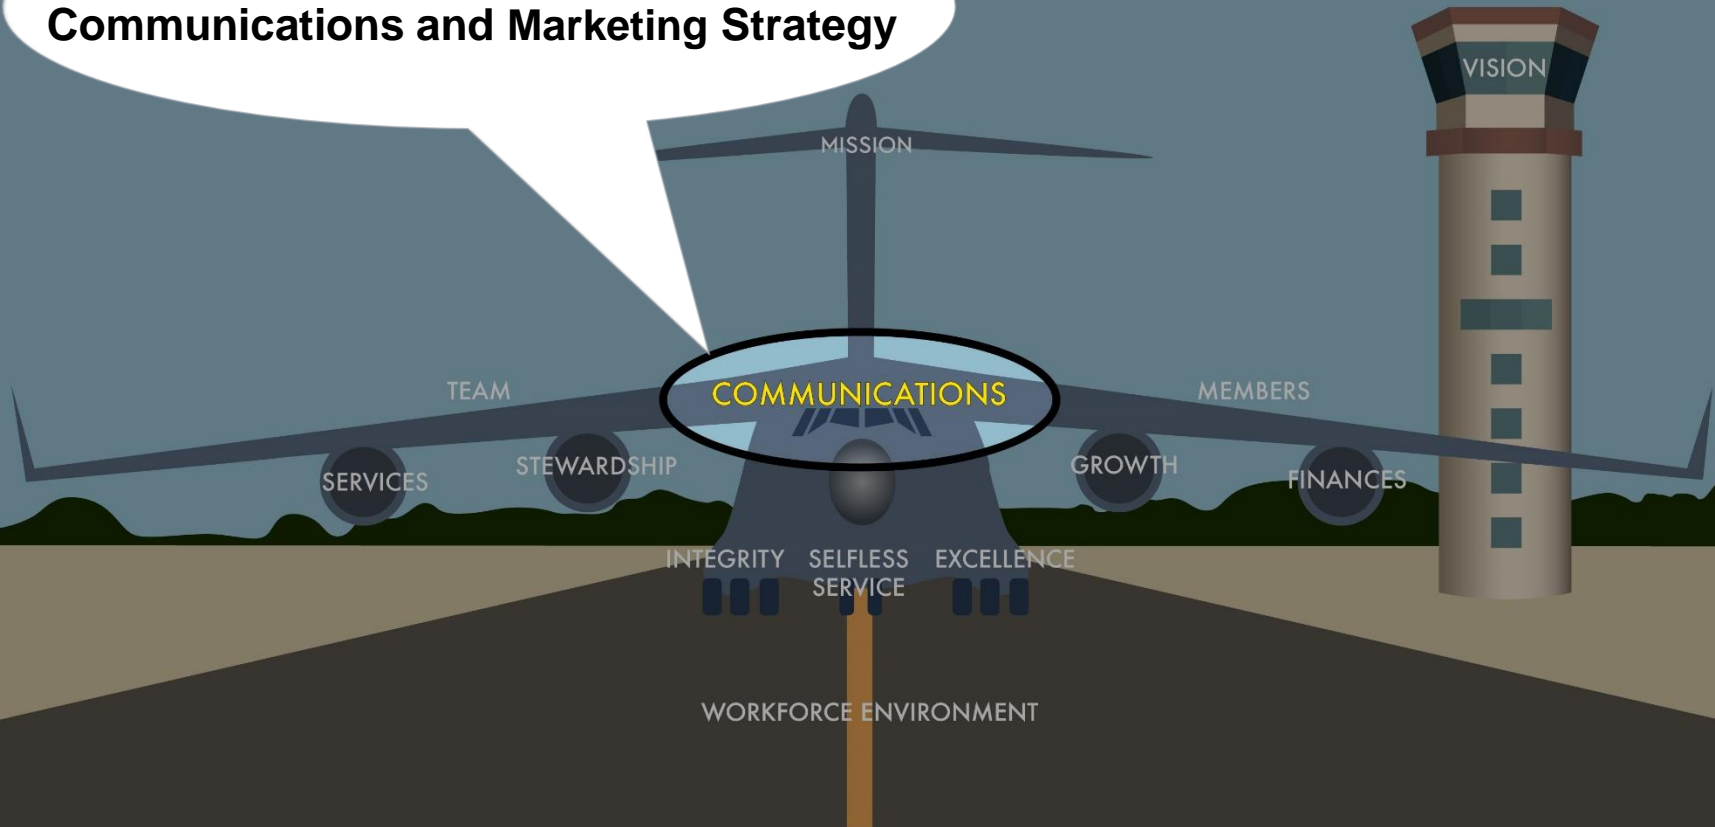 Communications and Marketing Strategy
VISION
MISSION
TEAM
COMMUNICATIONS
MEMBERS
SERVICES
STEWARDSHIP
GROWTH
FINANCES
INTEGRITY SELFLESS EXCELLENCE
SERVICE
WORKFORCE ENVIRONMENT